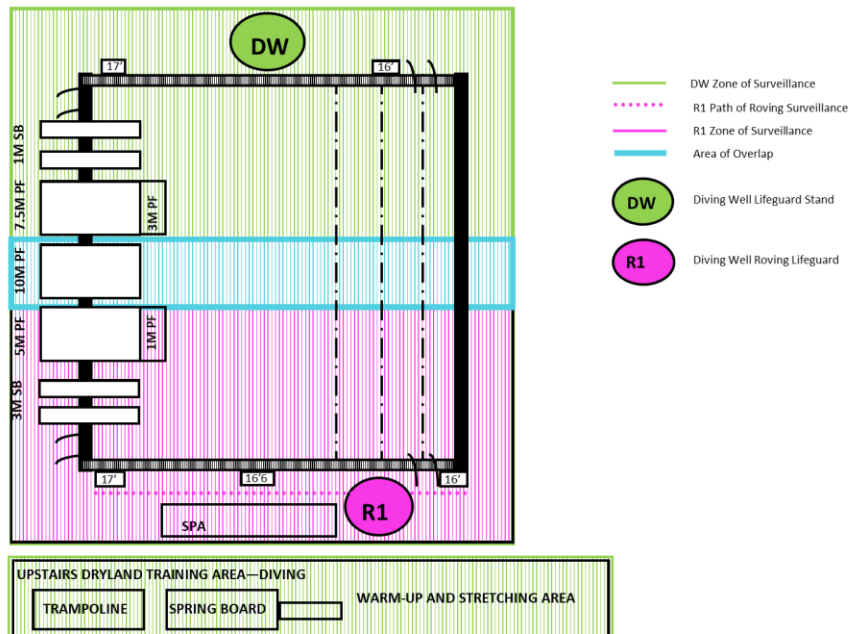 DW
17'
16'
1M SB
7.5M PF
3M PF
10M PF
5M PF
1M PF
3M SB
17'
16'6
16'
R1
SPA
UPSTAIRS DRYLAND TRAINING AREA—DIVING
TRAMPOLINE
SPRING BOARD
WARM-UP AND STRETCHING AREA
DW Zone of Surveillance
R1 Path of Roving Surveillance
R1 Zone of Surveillance
Area of Overlap
DW
Diving Well Lifeguard Stand
R1
Diving Well Roving Lifeguard